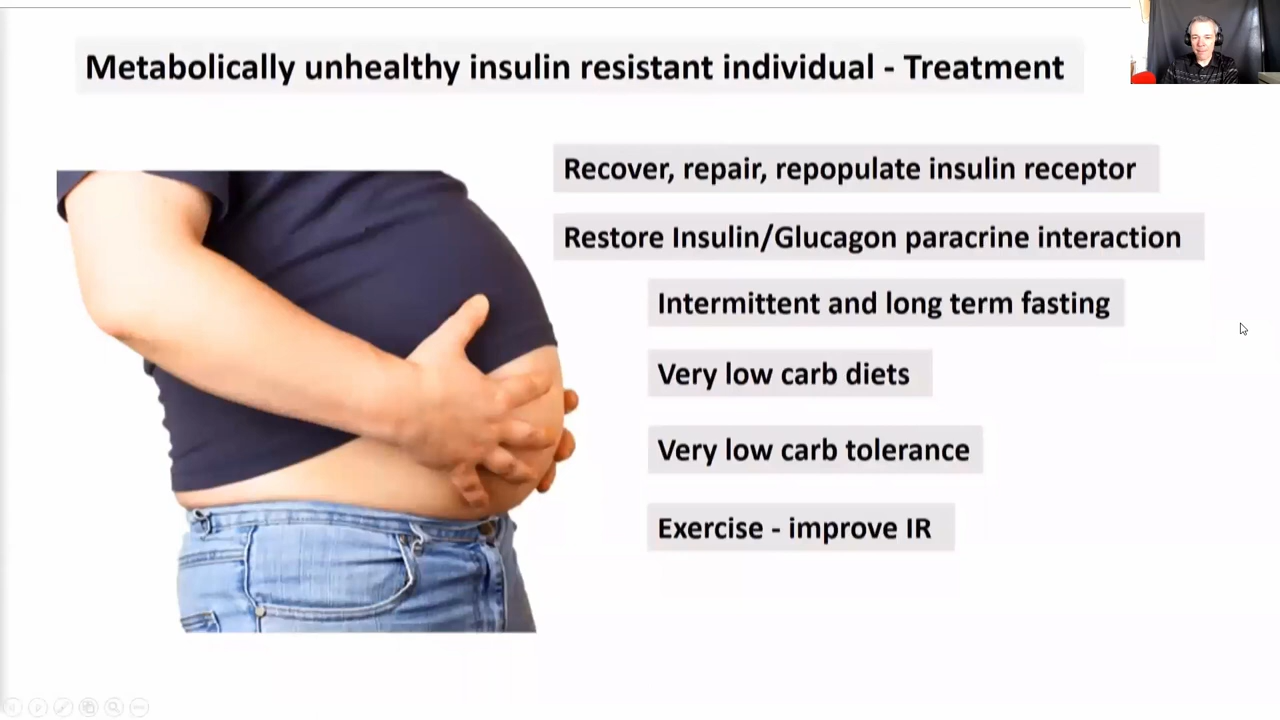 Metabolically unhealthy insulin resistant individual - Treatment
Recover, repair, repopulate insulin receptor
Restore Insulin/Glucagon paracrine interaction
Intermittent and long term fasting
Very low carb diets
Very low carb tolerance
Exercise - improve IR